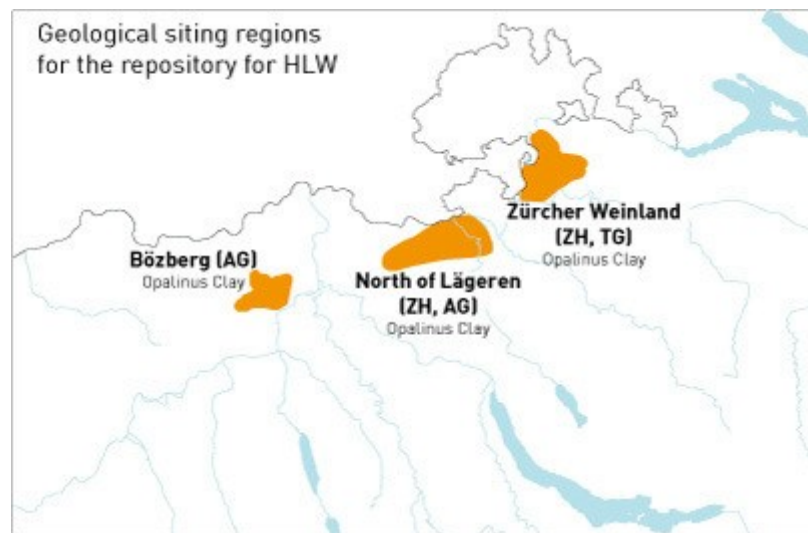 Geological siting regions
for the repository for HLW
Zürcher Weinland
(ZH, TG)
Opalinus Clay
Bözberg (AG)
Opalinus Clay
North of Lägeren
(ZH, AG)
Opalinus Clay